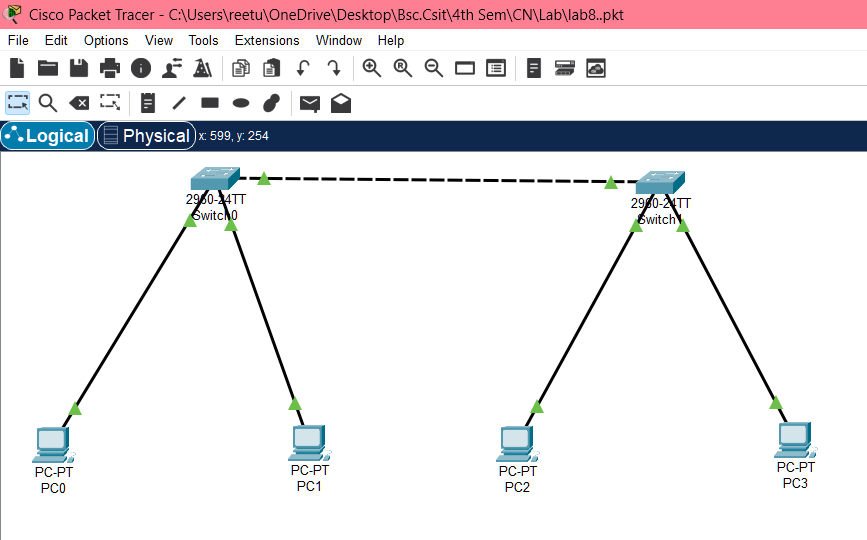 Cisco Packet Tracer - C:\Users\reetu\OneDrive\Desktop\Bsc.Csit\4th Sem\CN\Lab\lab8..pkt
File Edit Options View Tools Extensions Window Help
Logical Physical x: 599, y: 254
2960-24TT
Switch0
2960-24TT
Switch1
PC-PT
PC0
PC-PT
PC1
PC-PT
PC2
PC-PT
PC3